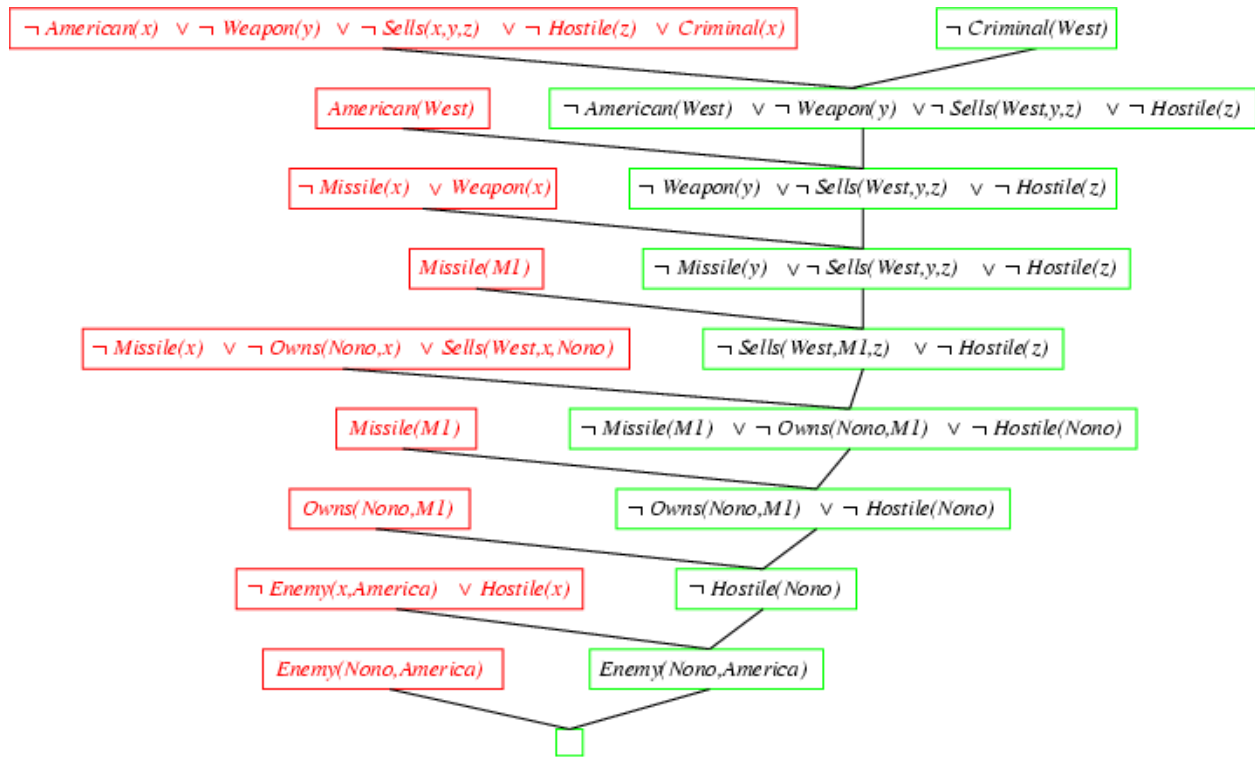 ¬ American(x) ∨ ¬ Weapon(y) ∨ ¬ Sells(x,y,z) ∨ ¬ Hostile(z) ∨ Criminal(x)
¬ Criminal(West)
American(West)
¬ American(West) ∨ ¬ Weapon(y) ∨ ¬ Sells(West,y,z) ∨ ¬ Hostile(z)
¬ Missile(x) ∨ Weapon(x)
¬ Weapon(y) ∨ ¬ Sells(West,y,z) ∨ ¬ Hostile(z)
Missile(M1)
¬ Missile(y) ∨ ¬ Sells(West,y,z) ∨ ¬ Hostile(z)
¬ Missile(x) ∨ ¬ Owns(Nono,x) ∨ Sells(West,x,Nono)
¬ Sells(West,M1,z) ∨ ¬ Hostile(z)
Missile(M1)
¬ Missile(M1) ∨ ¬ Owns(Nono,M1) ∨ ¬ Hostile(Nono)
Owns(Nono,M1)
¬ Owns(Nono,M1) ∨ ¬ Hostile(Nono)
¬ Enemy(x,America) ∨ Hostile(x)
¬ Hostile(Nono)
Enemy(Nono,America)
Enemy(Nono,America)